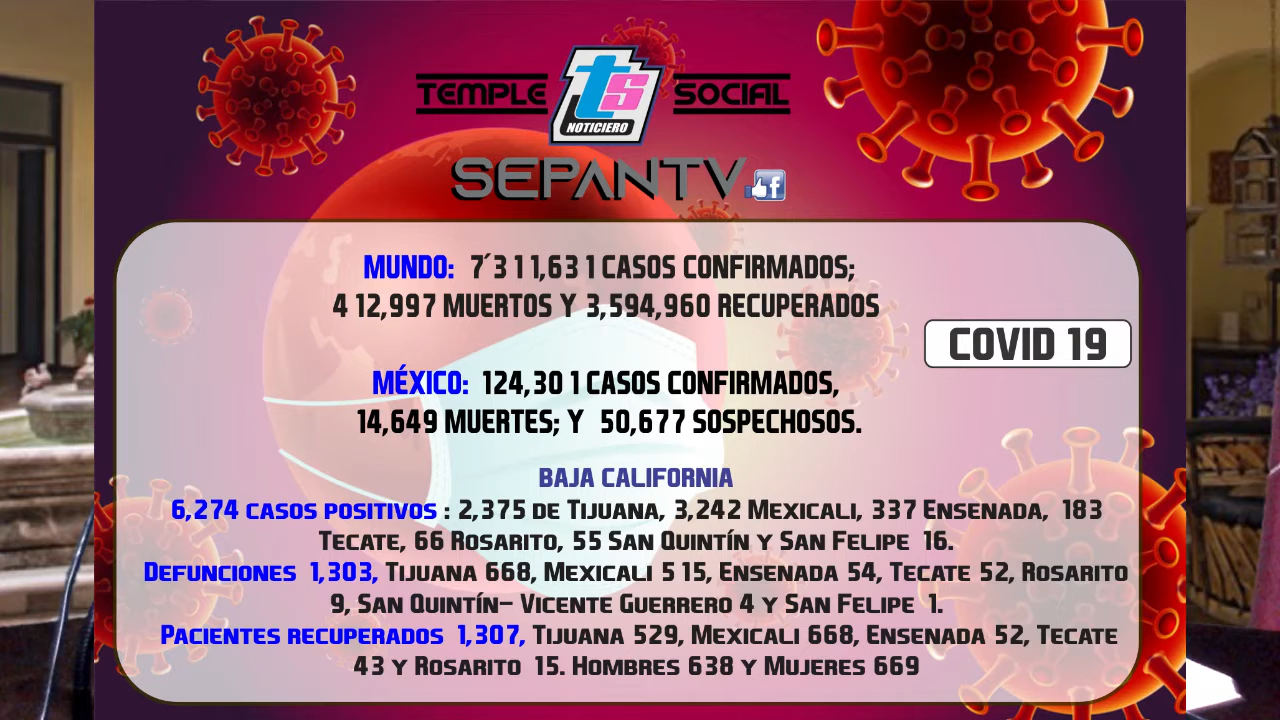 TEMPLE ts SOCIAL
NOTICIERO
SEPANTV f
MUNDO: 7´311,631 CASOS CONFIRMADOS;
412,997 MUERTOS Y 3,594,960 RECUPERADOS
COVID 19
MÉXICO: 124,301 CASOS CONFIRMADOS,
14,649 MUERTES; Y 50,677 SOSPECHOSOS.
BAJA CALIFORNIA
6,274 CASOS POSITIVOS : 2,375 DE TIJUANA, 3,242 MEXICALI, 337 ENSENADA, 183
TECATE, 66 ROSARITO, 55 SAN QUINTÍN Y SAN FELIPE 16.
DEFUNCIONES 1,303, TIJUANA 668, MEXICALI 515, ENSENADA 54, TECATE 52, ROSARITO
9, SAN QUINTÍN– VICENTE GUERRERO 4 Y SAN FELIPE 1.
PACIENTES RECUPERADOS 1,307, TIJUANA 529, MEXICALI 668, ENSENADA 52, TECATE
43 Y ROSARITO 15. HOMBRES 638 Y MUJERES 669